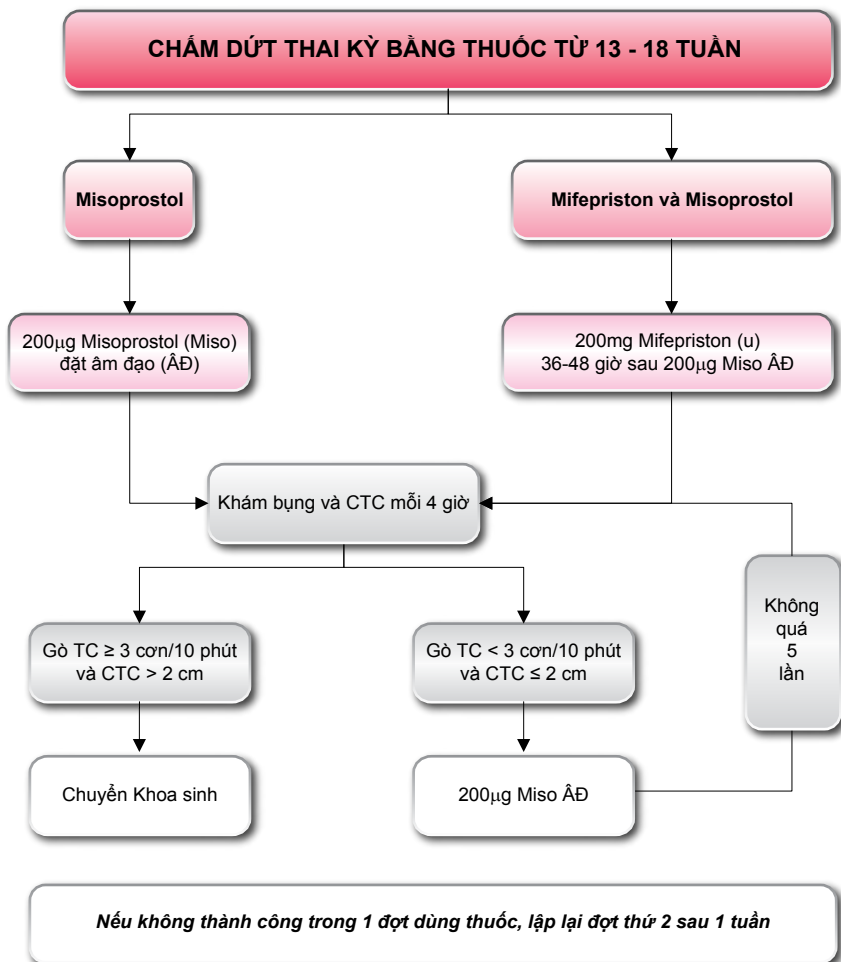 CHẤM DỨT THAI KỲ BẰNG THUỐC TỪ 13 - 18 TUẦN
Misoprostol
Mifepriston và Misoprostol
200μg Misoprostol (Miso)
đặt âm đạo (ÂĐ)
200mg Mifepriston (u)
36-48 giờ sau 200μg Miso ÂĐ
Khám bụng và CTC mỗi 4 giờ
Không
quá
5
lần
Gò TC ≥ 3 cơn/10 phút
và CTC > 2 cm
Gò TC < 3 cơn/10 phút
và CTC ≤ 2 cm
Chuyển Khoa sinh
200μg Miso ÂĐ
Nếu không thành công trong 1 đợt dùng thuốc, lập lại đợt thứ 2 sau 1 tuần